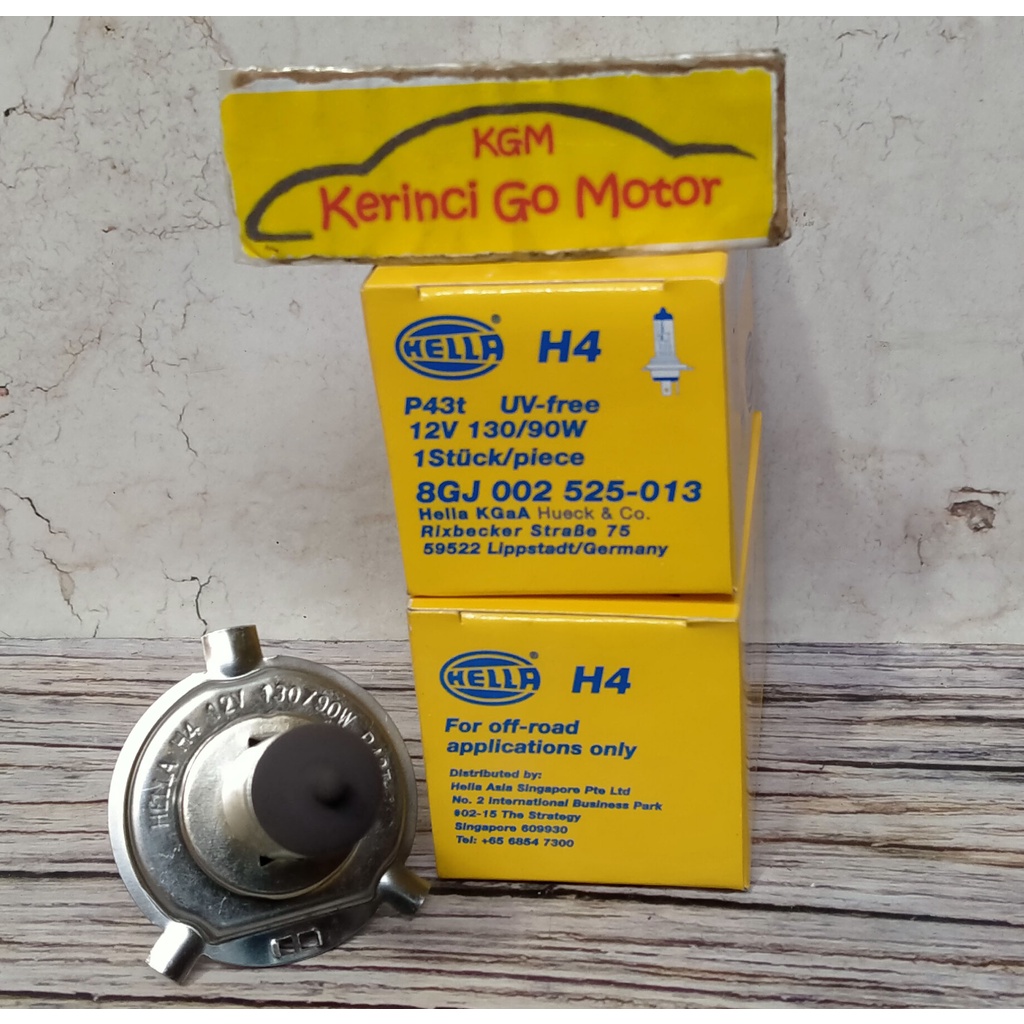 KGM
Kerinci Go Motor
HELLA® H4
P43t UV-free
12V 130/90W
1Stück/piece
8GJ 002 525-013
Hella KGaA Hueck & Co.
Rixbecker Straße 75
59522 Lippstadt/Germany
HELLA® H4
For off-road
applications only
Distributed by:
Hella Asia Singapore Pte Ltd
No. 2 International Business Park
#02-15 The Strategy
Singapore 609930
Tel: +65 6854 7300
HELLA H4 12V 130/90W